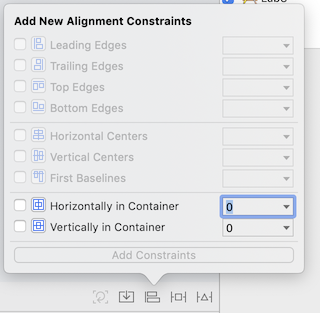 Add New Alignment Constraints
Leading Edges
Trailing Edges
Top Edges
Bottom Edges
Horizontal Centers
Vertical Centers
First Baselines
Horizontally in Container 0
Vertically in Container 0
Add Constraints